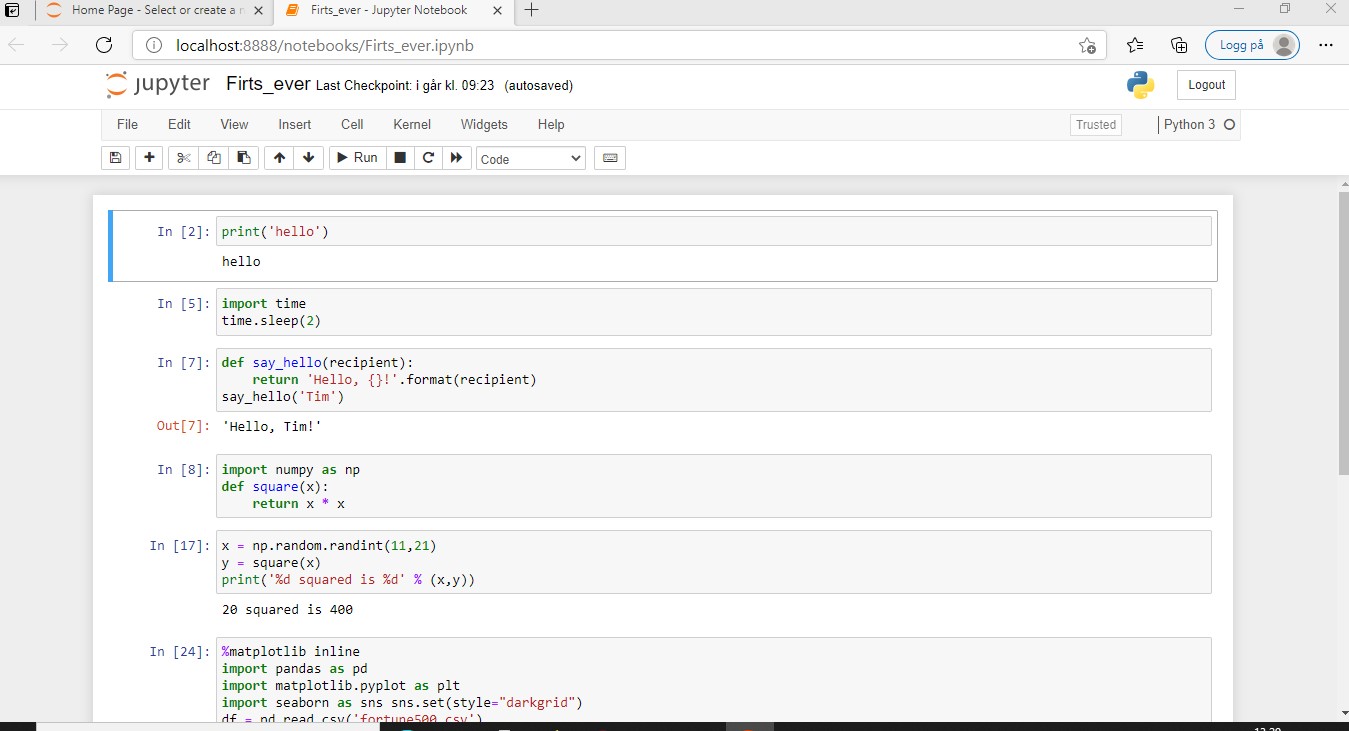 Home Page - Select or create a n
Firts_ever - Jupyter Notebook
localhost:8888/notebooks/Firts_ever.ipynb
Logg på
jupyter Firts_ever Last Checkpoint: i går kl. 09:23 (autosaved)
Logout
File Edit View Insert Cell Kernel Widgets Help
Trusted
Python 3
Run
Code
In [2]: print('hello')
hello
In [5]: import time
time.sleep(2)
In [7]: def say_hello(recipient):
return 'Hello, {}!'.format(recipient)
say_hello('Tim')
Out[7]: 'Hello, Tim!'
In [8]: import numpy as np
def square(x):
return x * x
In [17]: x = np.random.randint(11,21)
y = square(x)
print('%d squared is %d' % (x,y))
20 squared is 400
In [24]: %matplotlib inline
import pandas as pd
import matplotlib.pyplot as plt
import seaborn as sns sns.set(style="darkgrid")
df = pd.read_csv('fortune500.csv')